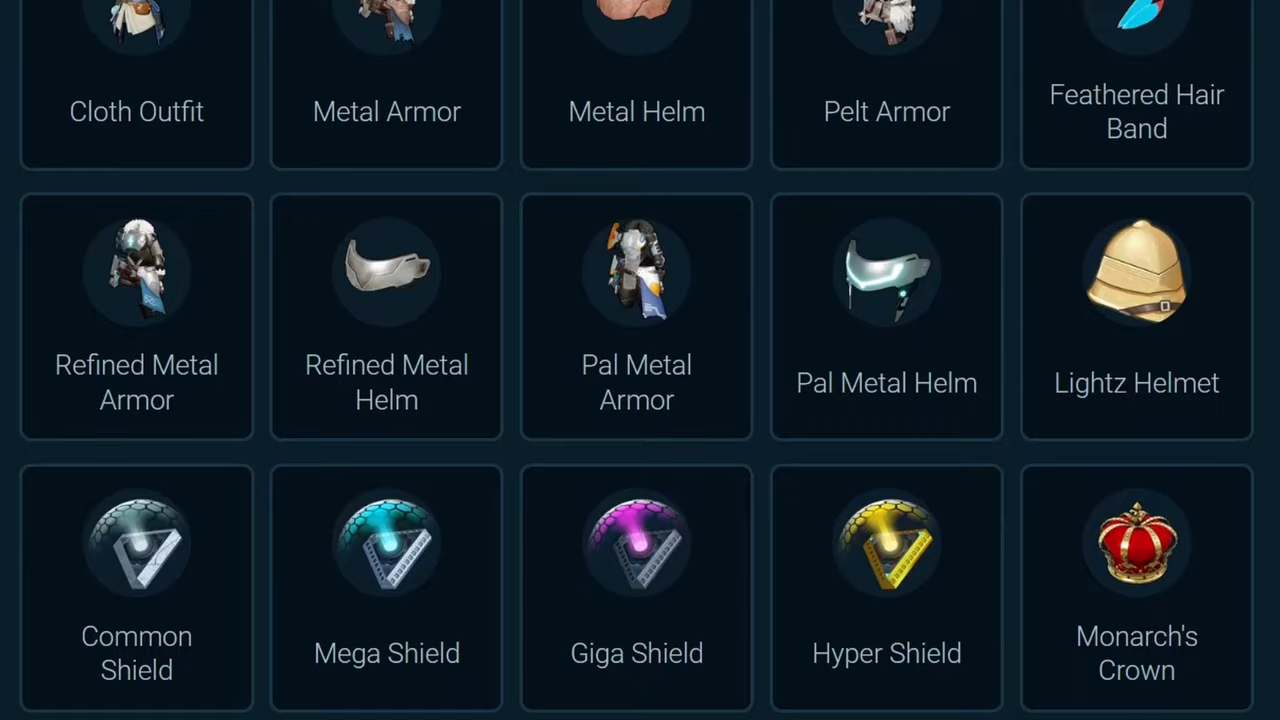 Cloth Outfit
Metal Armor
Metal Helm
Pelt Armor
Feathered Hair
Band
Refined Metal
Armor
Refined Metal
Helm
Pal Metal
Armor
Pal Metal Helm
Lightz Helmet
Common
Shield
Mega Shield
Giga Shield
Hyper Shield
Monarch's
Crown